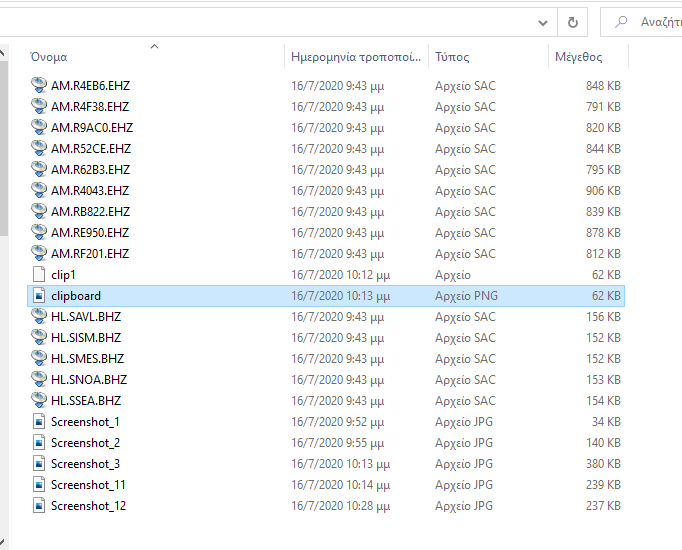 Αναζήτη
Όνομα Ημερομηνία τροποποί... Τύπος Μέγεθος
AM.R4EB6.EHZ 16/7/2020 9:43 μμ Αρχείο SAC 848 KB
AM.R4F38.EHZ 16/7/2020 9:43 μμ Αρχείο SAC 791 KB
AM.R9AC0.EHZ 16/7/2020 9:43 μμ Αρχείο SAC 820 KB
AM.R52CE.EHZ 16/7/2020 9:43 μμ Αρχείο SAC 844 KB
AM.R62B3.EHZ 16/7/2020 9:43 μμ Αρχείο SAC 795 KB
AM.R4043.EHZ 16/7/2020 9:43 μμ Αρχείο SAC 906 KB
AM.RB822.EHZ 16/7/2020 9:43 μμ Αρχείο SAC 839 KB
AM.RE950.EHZ 16/7/2020 9:43 μμ Αρχείο SAC 878 KB
AM.RF201.EHZ 16/7/2020 9:43 μμ Αρχείο SAC 812 KB
clip1 16/7/2020 10:12 μμ Αρχείο 62 KB
clipboard 16/7/2020 10:13 μμ Αρχείο PNG 62 KB
HL.SAVL.BHZ 16/7/2020 9:43 μμ Αρχείο SAC 156 KB
HL.SISM.BHZ 16/7/2020 9:43 μμ Αρχείο SAC 152 KB
HL.SMES.BHZ 16/7/2020 9:43 μμ Αρχείο SAC 152 KB
HL.SNOA.BHZ 16/7/2020 9:43 μμ Αρχείο SAC 153 KB
HL.SSEA.BHZ 16/7/2020 9:43 μμ Αρχείο SAC 154 KB
Screenshot_1 16/7/2020 9:52 μμ Αρχείο JPG 34 KB
Screenshot_2 16/7/2020 9:55 μμ Αρχείο JPG 140 KB
Screenshot_3 16/7/2020 10:13 μμ Αρχείο JPG 380 KB
Screenshot_11 16/7/2020 10:14 μμ Αρχείο JPG 239 KB
Screenshot_12 16/7/2020 10:28 μμ Αρχείο JPG 237 KB